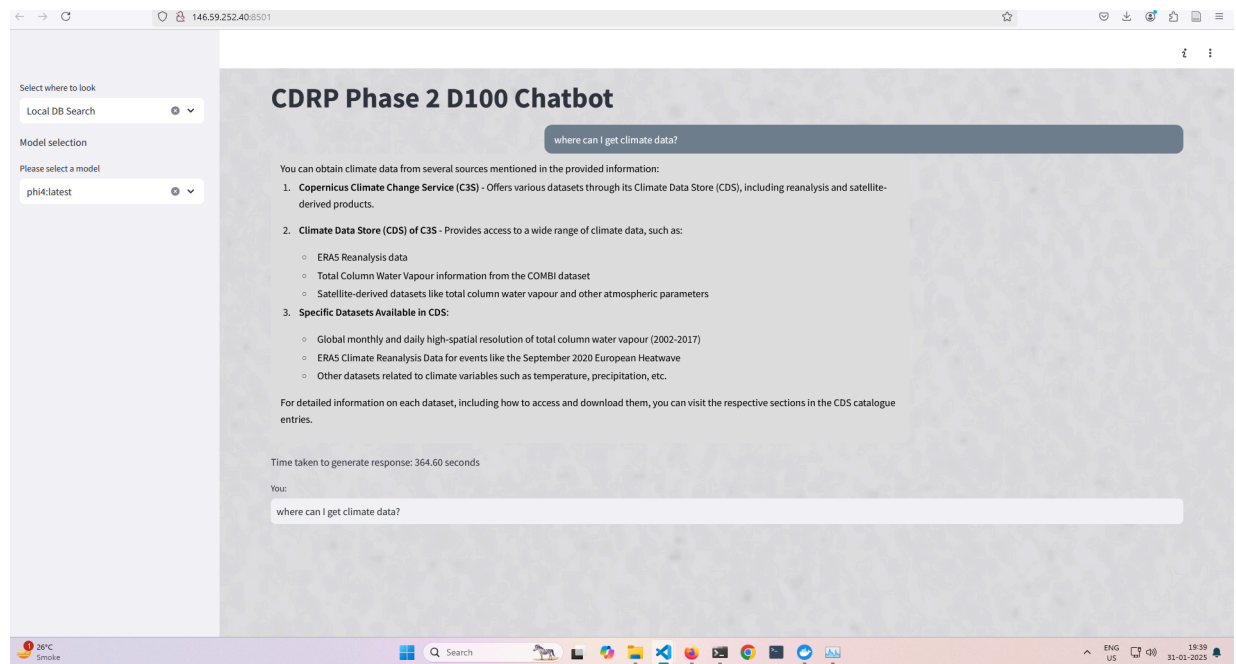 146.59.252.40:8501
Select where to look
Local DB Search
Model selection
Please select a model
phi4:latest
CDRP Phase 2 D100 Chatbot
where can I get climate data?
You can obtain climate data from several sources mentioned in the provided information:
1. Copernicus Climate Change Service (C3S) - Offers various datasets through its Climate Data Store (CDS), including reanalysis and satellite-
derived products.
2. Climate Data Store (CDS) of C3S - Provides access to a wide range of climate data, such as:
ERA5 Reanalysis data
Total Column Water Vapour information from the COMBI dataset
Satellite-derived datasets like total column water vapour and other atmospheric parameters
3. Specific Datasets Available in CDS:
Global monthly and daily high-spatial resolution of total column water vapour (2002-2017)
ERA5 Climate Reanalysis Data for events like the September 2020 European Heatwave
Other datasets related to climate variables such as temperature, precipitation, etc.
For detailed information on each dataset, including how to access and download them, you can visit the respective sections in the CDS catalogue
entries.
Time taken to generate response: 364.60 seconds
You:
where can I get climate data?
1
26°C
Smoke
Search
ENG
US
19:39
31-01-2025